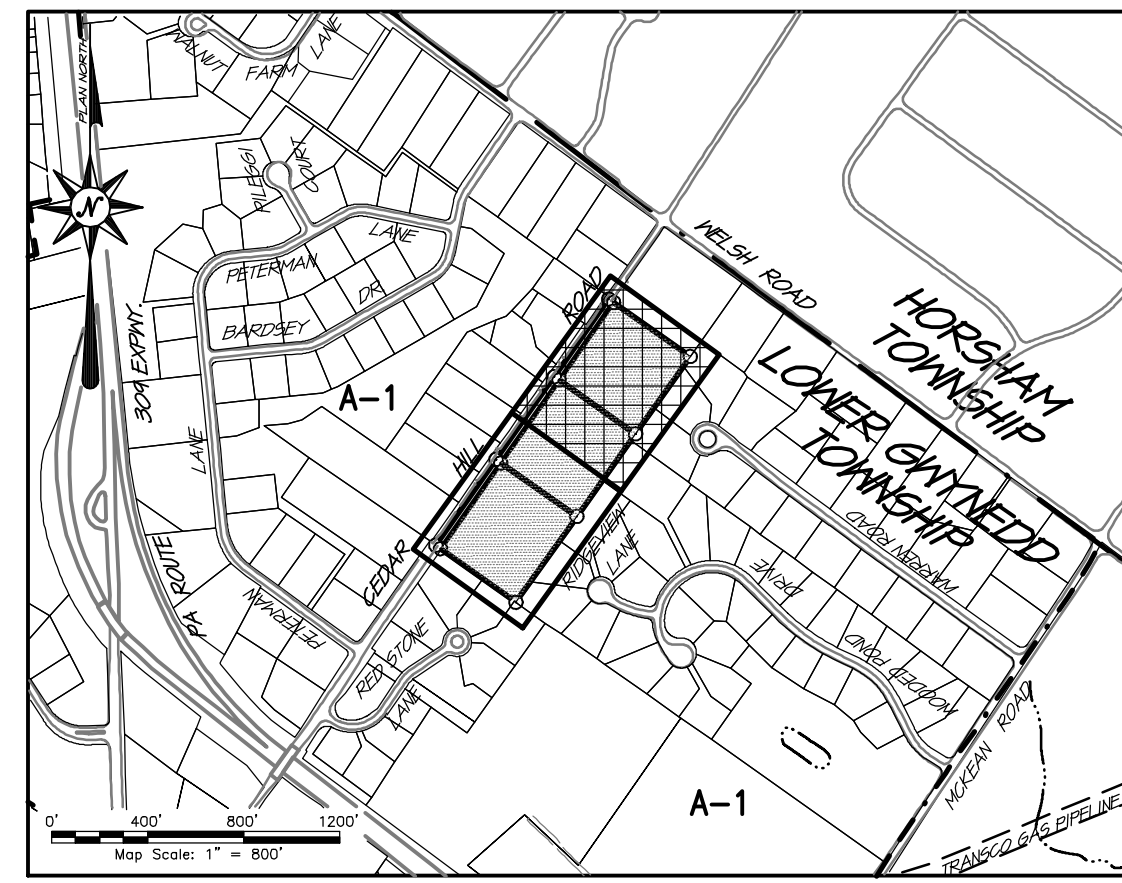 WALNUT
FARM
LANE
PLAN NORTH
N
PILEGGI
COURT
LANE
PETERMAN
DR
BARDSEY
309 EXPWY.
PA ROUTE
LANE
PETERMAN
A-1
ROAD
HILL
CEDAR
RED STONE
LANE
WELSH ROAD
HORSHAM
TOWNSHIP
LOWER GWYNEDD
TOWNSHIP
WARREN ROAD
RIDGEVIEW
LANE
DRIVE
WOODED POND
MCKEAN ROAD
A-1
TRANSCO GAS PIPELINE
0' 400' 800' 1200'
Map Scale: 1" = 800'